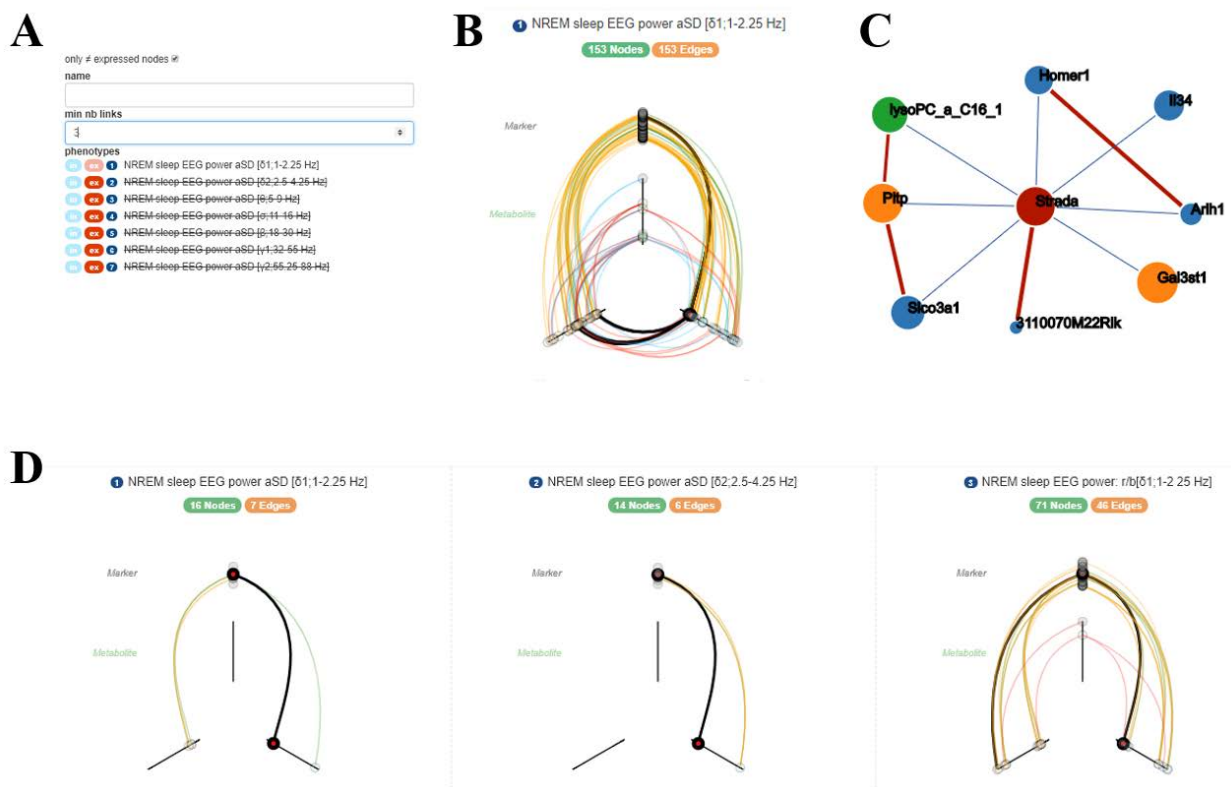 A
only ≠ expressed nodes
name
min nb links
3
phenotypes
in ex 1 NREM sleep EEG power aSD [δ1;1-2.25 Hz]
in ex 2 NREM sleep EEG power aSD [δ2;2.5-4.25 Hz]
in ex 3 NREM sleep EEG power aSD [θ;5-9 Hz]
in ex 4 NREM sleep EEG power aSD [σ;11-16 Hz]
in ex 5 NREM sleep EEG power aSD [β;18-30 Hz]
in ex 6 NREM sleep EEG power aSD [γ1;32-55 Hz]
in ex 7 NREM sleep EEG power aSD [γ2;55.25-88 Hz]
B
1 NREM sleep EEG power aSD [δ1;1-2.25 Hz]
153 Nodes 153 Edges
Marker
Metabolite
C
Homer1
Il34
lysoPC_a_C16_1
Pltp
Strada
Arih1
Gal3st1
Slco3a1
3110070M22Rik
D
1 NREM sleep EEG power aSD [δ1;1-2.25 Hz]
16 Nodes 7 Edges
Marker
Metabolite
2 NREM sleep EEG power aSD [δ2;2.5-4.25 Hz]
14 Nodes 6 Edges
Marker
Metabolite
3 NREM sleep EEG power: r/b[δ1;1-2 25 Hz]
71 Nodes 46 Edges
Marker
Metabolite